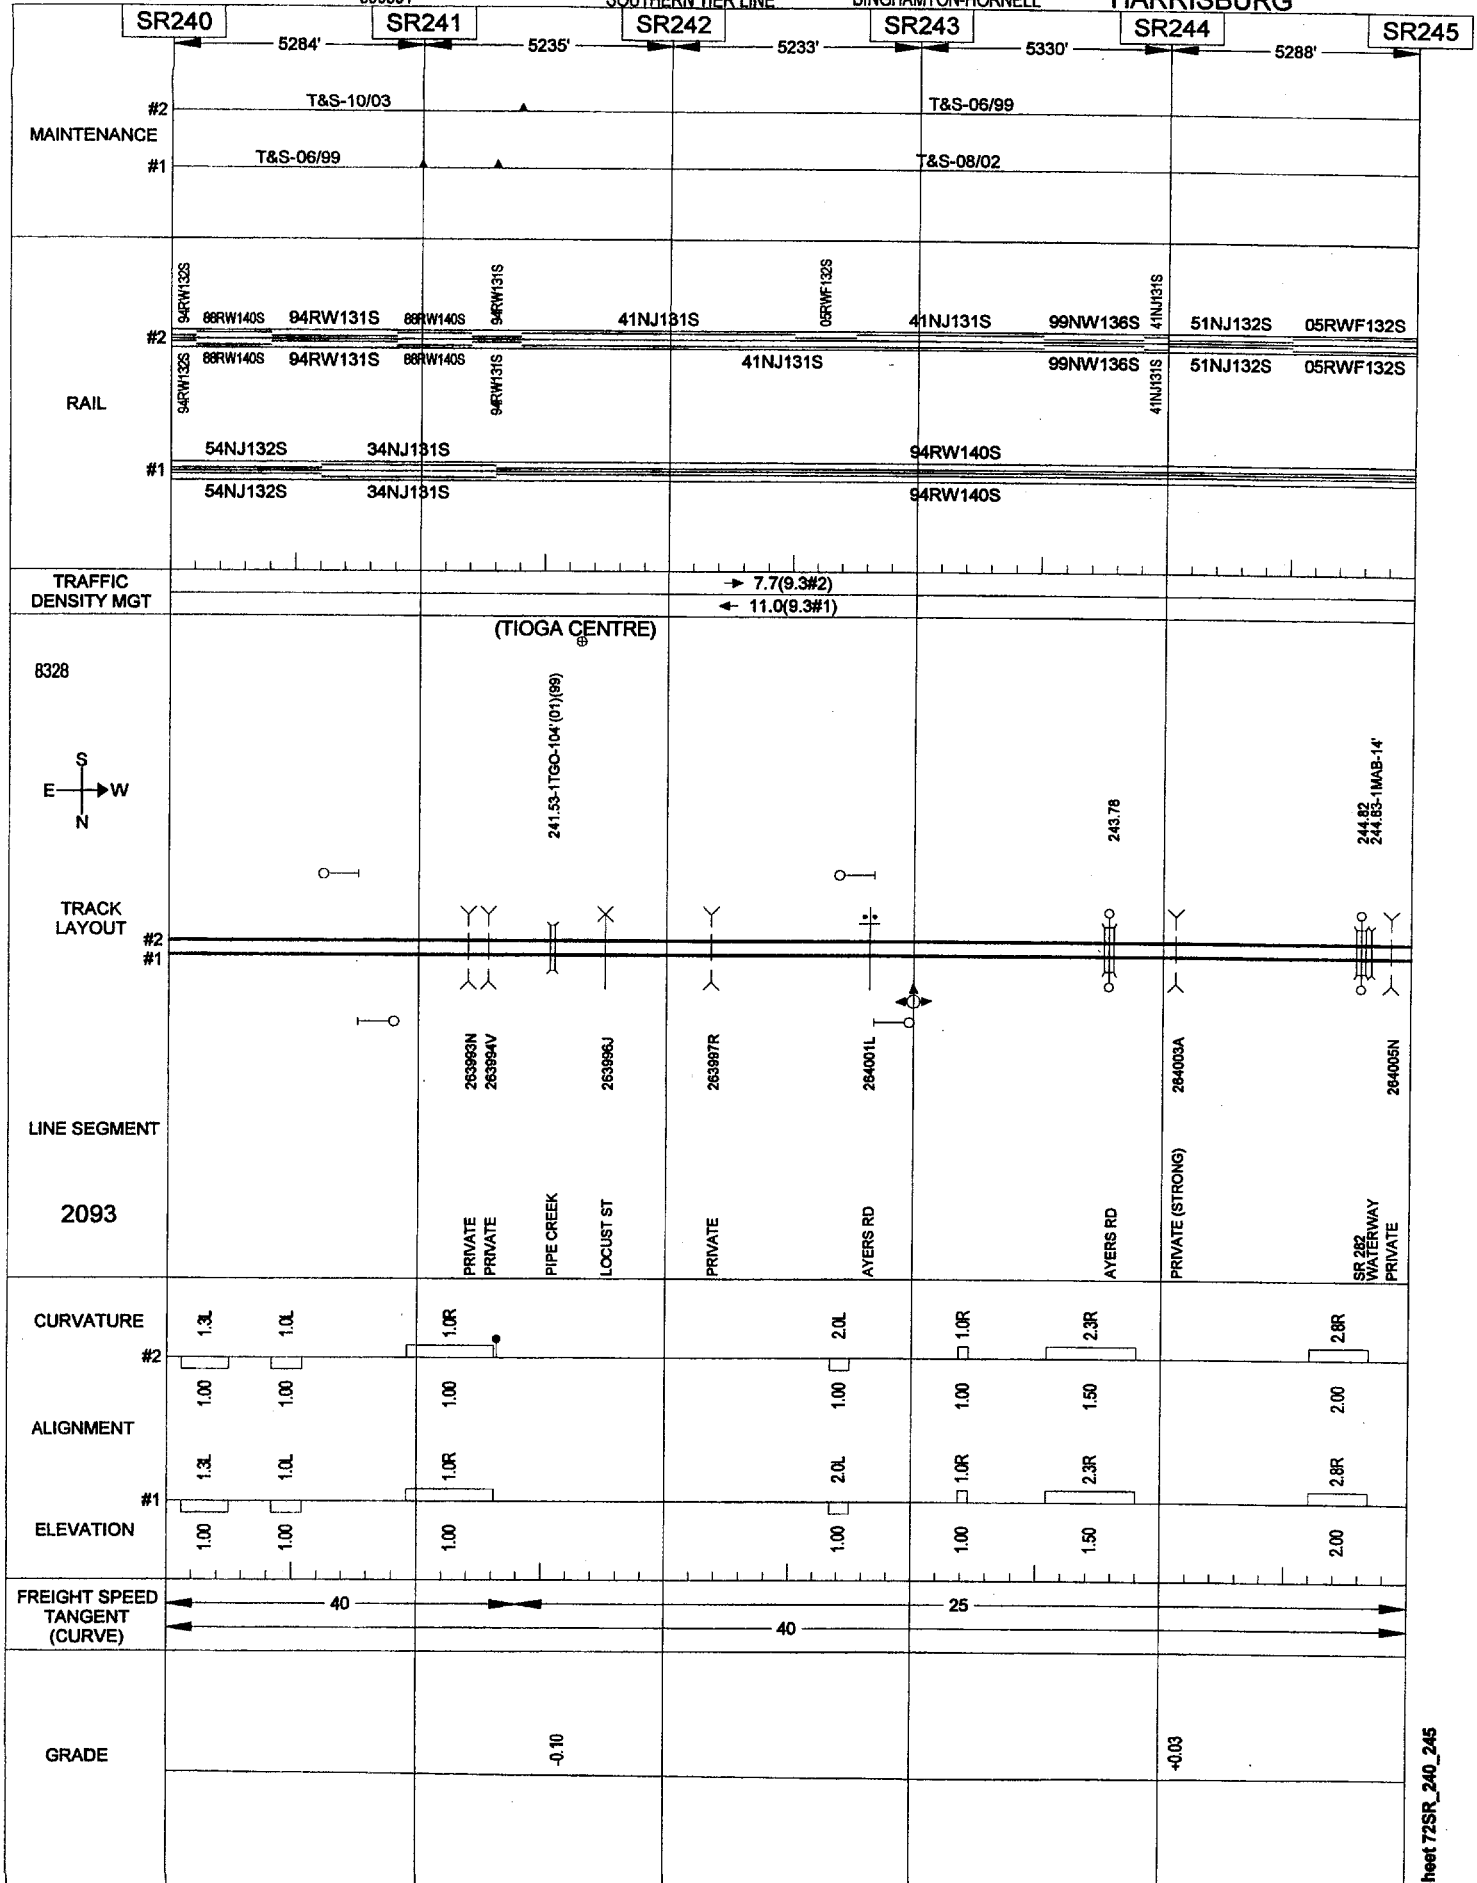 SOUTHERN TIER LINE BINGHAMTON-HORNELL HARRISBURG
SR240 SR241 SR242 SR243 SR244 SR245
5284' 5235' 5233' 5330' 5288'
MAINTENANCE
#2 T&S-10/03 T&S-06/99
#1 T&S-06/99 T&S-08/02
RAIL
94RW132S 88RW140S 94RW131S 88RW140S 94RW131S 41NJ131S 05RWF132S 41NJ131S 99NW136S 41NJ131S 51NJ132S 05RWF132S
#2
94RW132S 88RW140S 94RW131S 88RW140S 94RW131S 41NJ131S 99NW136S 41NJ131S 51NJ132S 05RWF132S
54NJ132S 34NJ131S 94RW140S
#1
54NJ132S 34NJ131S 94RW140S
TRAFFIC
DENSITY MGT
7.7(9.3#2)
11.0(9.3#1)
(TIOGA CENTRE)
8328
S
E W
N
241.53-1TGO-104'(01)(99)
243.78
244.82
244.83-1MAB-14'
TRACK
LAYOUT
#2
#1
263993N
263994V
263996J
263997R
264001L
264003A
264005N
LINE SEGMENT
2093
PRIVATE
PRIVATE
PIPE CREEK
LOCUST ST
PRIVATE
AYERS RD
AYERS RD
PRIVATE (STRONG)
SR 282
WATERWAY
PRIVATE
CURVATURE
1.3L 1.0L 1.0R 2.0L 1.0R 2.3R 2.8R
#2
1.00 1.00 1.00 1.00 1.00 1.50 2.00
ALIGNMENT
1.3L 1.0L 1.0R 2.0L 1.0R 2.3R 2.8R
#1
ELEVATION
1.00 1.00 1.00 1.00 1.00 1.50 2.00
FREIGHT SPEED
TANGENT
(CURVE)
40 25
40
GRADE
-0.10 +0.03
heet 72SR_240_245